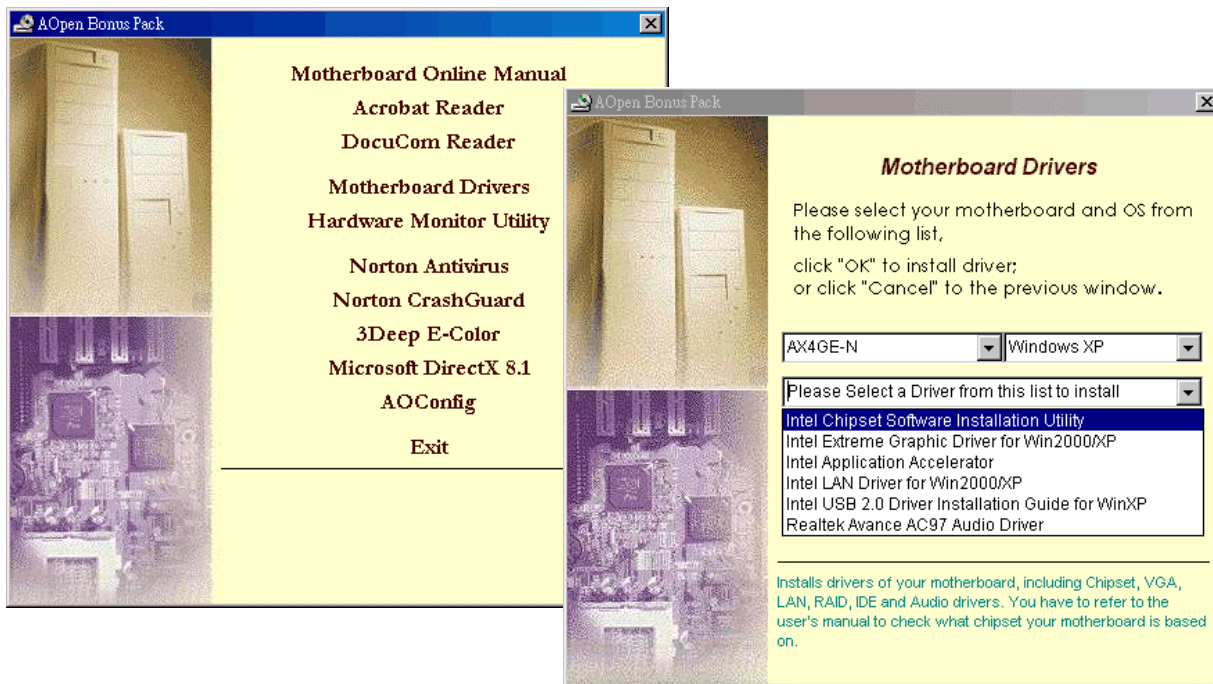 AOpen Bonus Pack
Motherboard Online Manual
Acrobat Reader
DocuCom Reader
Motherboard Drivers
Hardware Monitor Utility
Norton Antivirus
Norton CrashGuard
3Deep E-Color
Microsoft DirectX 8.1
AOConfig
Exit
AOpen Bonus Pack
Motherboard Drivers
Please select your motherboard and OS from
the following list,
click "OK" to install driver;
or click "Cancel" to the previous window.
AX4GE-N Windows XP
Please Select a Driver from this list to install
Intel Chipset Software Installation Utility
Intel Extreme Graphic Driver for Win2000/XP
Intel Application Accelerator
Intel LAN Driver for Win2000/XP
Intel USB 2.0 Driver Installation Guide for WinXP
Realtek Avance AC97 Audio Driver
Installs drivers of your motherboard, including Chipset, VGA,
LAN, RAID, IDE and Audio drivers. You have to refer to the
user's manual to check what chipset your motherboard is based
on.